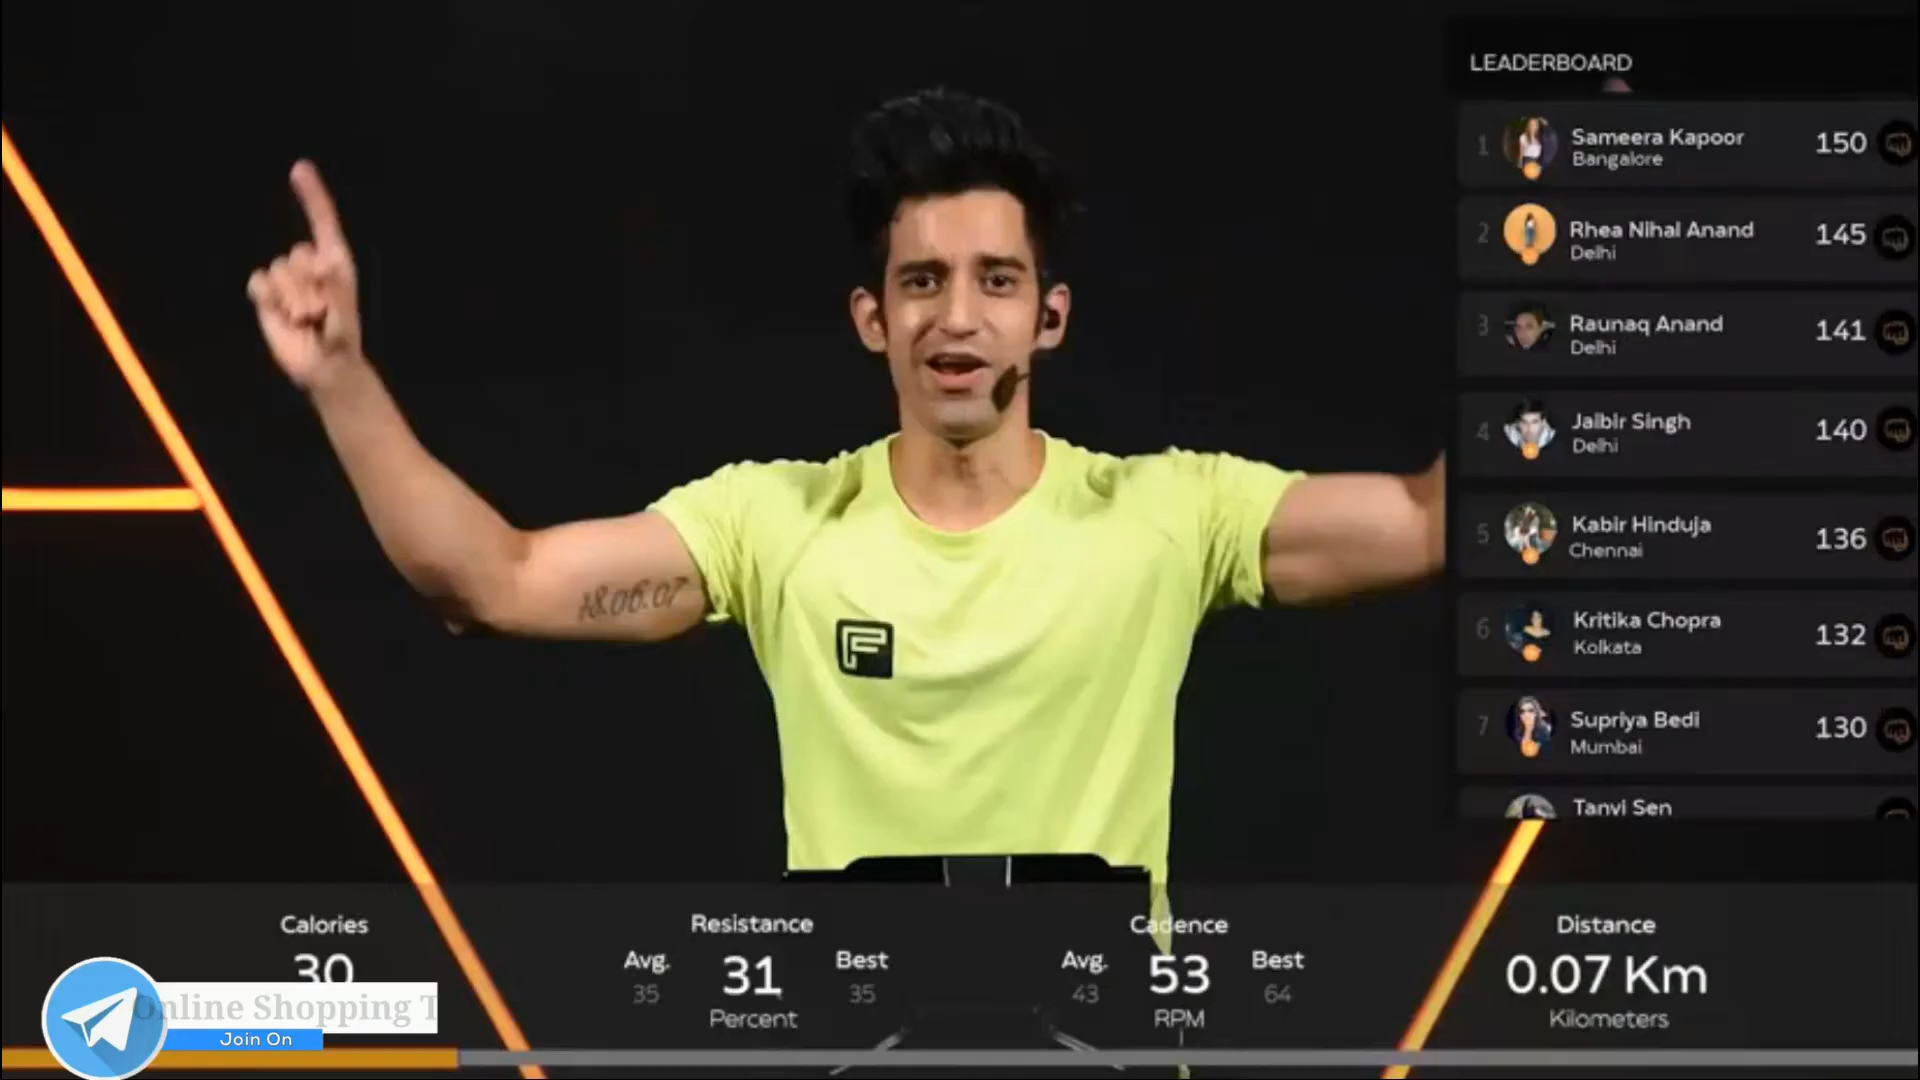 LEADERBOARD
1 Sameera Kapoor 150
Bangalore
2 Rhea Nihal Anand 145
Delhi
3 Raunaq Anand 141
Delhi
4 Jaibir Singh 140
Delhi
5 Kabir Hinduja 136
Chennai
6 Kritika Chopra 132
Kolkata
7 Supriya Bedi 130
Mumbai
Tanvi Sen
18.06.07
F
Calories
30
Resistance
Avg. 31 Best
35 35
Percent
Cadence
Avg. 53 Best
43 64
RPM
Distance
0.07 Km
Kilometers
Online Shopping T
Join On